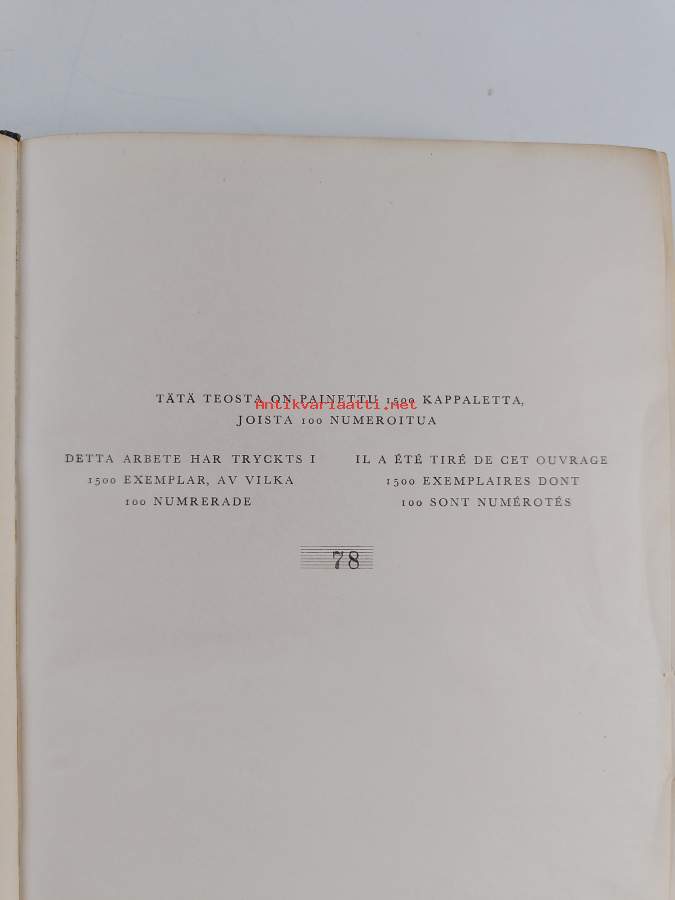 TÄTÄ TEOSTA ON PAINETTU 1500 KAPPALETTA,
Antikvariaatti.net
JOISTA 100 NUMEROITUA
DETTA ARBETE HAR TRYCKTS I
1500 EXEMPLAR, AV VILKA
100 NUMRERADE
IL A ÉTÉ TIRÉ DE CET OUVRAGE
1500 EXEMPLAIRES DONT
100 SONT NUMÉROTÉS
78